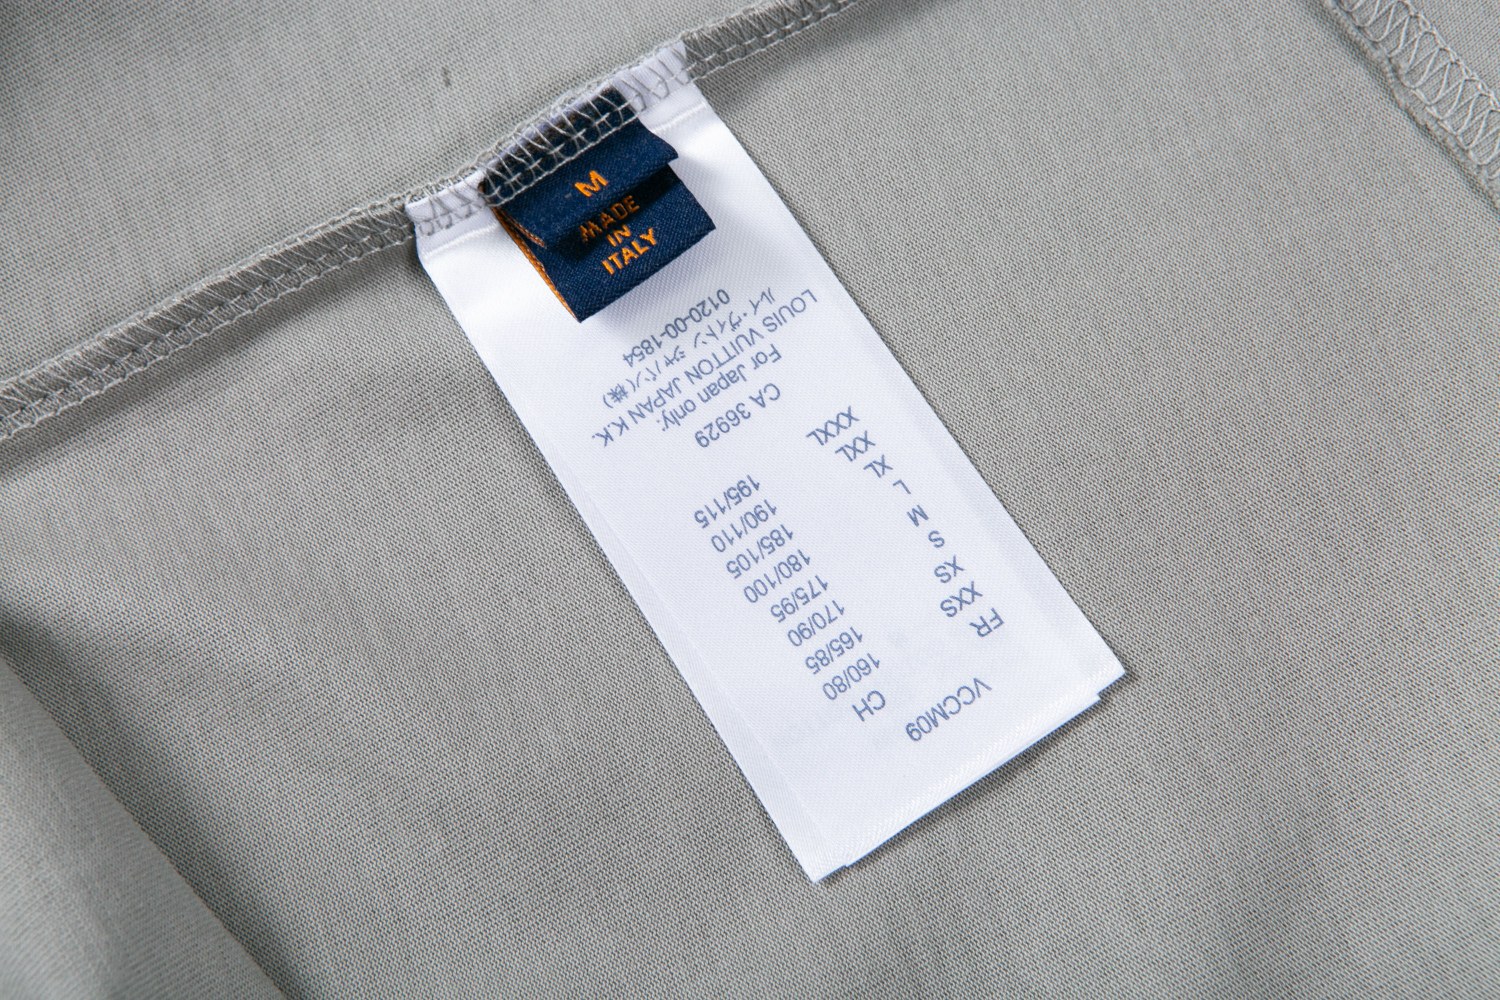 M
MADE
IN
ITALY
VCCM09
FR CH
XXS 160/80
XS 165/85
S 170/90
M 175/95
L 180/100
XL 185/105
XXL 190/110
XXXL 195/115
CA 36929
For Japan only:
LOUIS VUITTON JAPAN K.K.
ルイ・ヴィトン ジャパン(株)
0120-00-1854